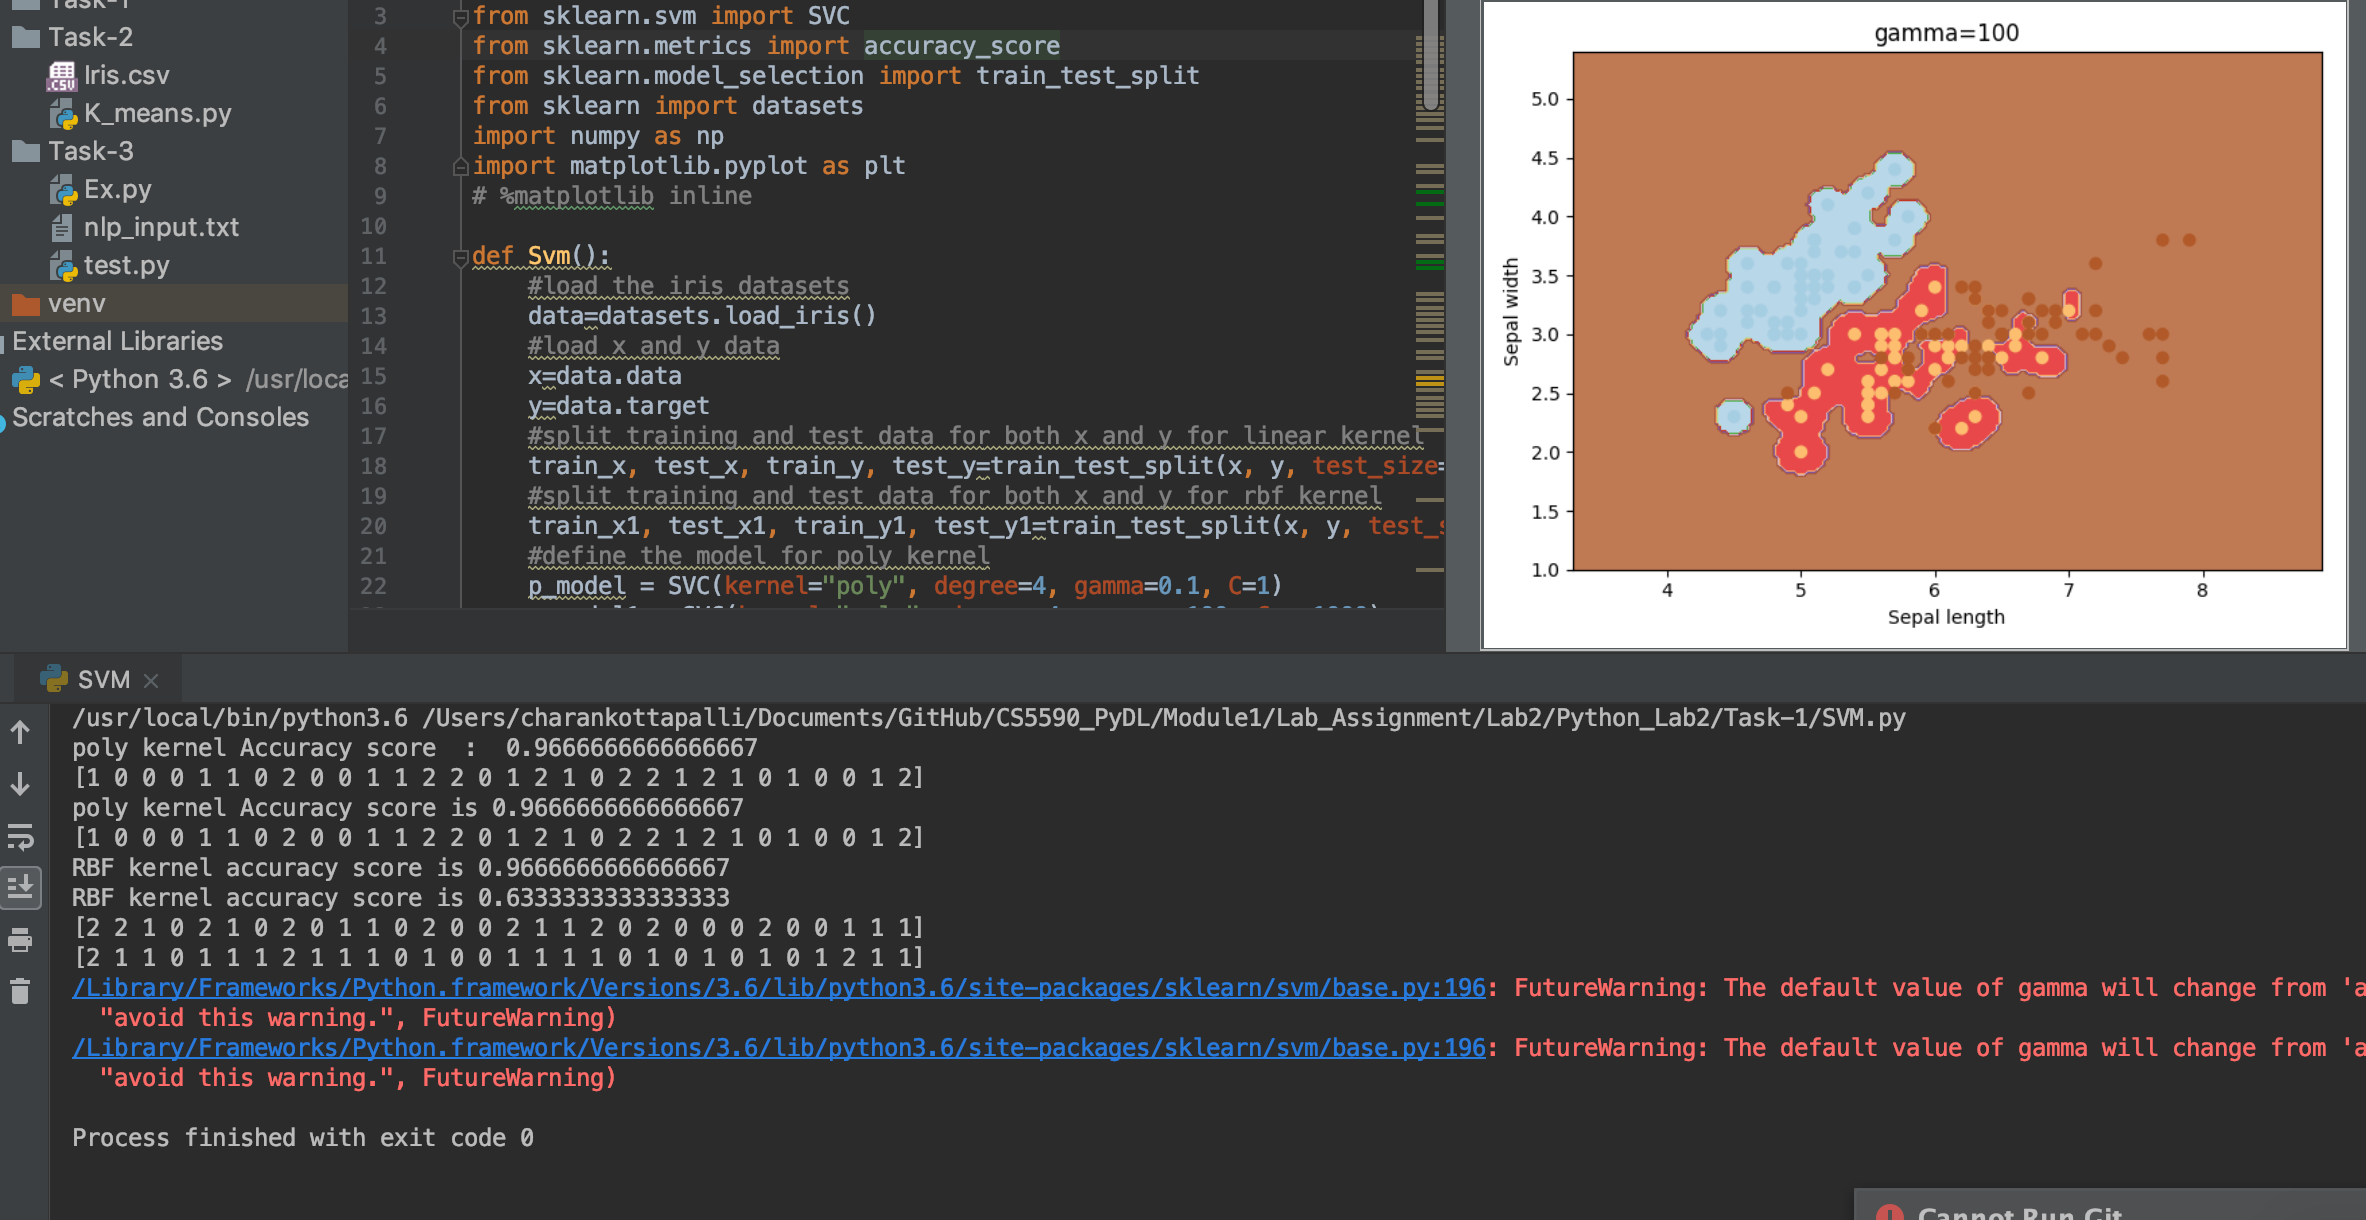 Task-1
Task-2
Iris.csv
K_means.py
Task-3
Ex.py
nlp_input.txt
test.py
venv
External Libraries
< Python 3.6 > /usr/loca
Scratches and Consoles
3 from sklearn.svm import SVC
4 from sklearn.metrics import accuracy_score
5 from sklearn.model_selection import train_test_split
6 from sklearn import datasets
7 import numpy as np
8 import matplotlib.pyplot as plt
9 # %matplotlib inline
10
11 def Svm():
12 #load the iris datasets
13 data=datasets.load_iris()
14 #load x and y data
15 x=data.data
16 y=data.target
17 #split training and test data for both x and y for linear kernel
18 train_x, test_x, train_y, test_y=train_test_split(x, y, test_size=
19 #split training and test data for both x and y for rbf kernel
20 train_x1, test_x1, train_y1, test_y1=train_test_split(x, y, test_s
21 #define the model for poly kernel
22 p_model = SVC(kernel="poly", degree=4, gamma=0.1, C=1)
gamma=100
5.0
4.5
4.0
3.5
3.0
2.5
2.0
1.5
1.0
Sepal width
4 5 6 7 8
Sepal length
SVM
/usr/local/bin/python3.6 /Users/charankottapalli/Documents/GitHub/CS5590_PyDL/Module1/Lab_Assignment/Lab2/Python_Lab2/Task-1/SVM.py
poly kernel Accuracy score  :  0.9666666666666667
[1 0 0 0 1 1 0 2 0 0 1 1 2 2 0 1 2 1 0 2 2 1 2 1 0 1 0 0 1 2]
poly kernel Accuracy score is 0.9666666666666667
[1 0 0 0 1 1 0 2 0 0 1 1 2 2 0 1 2 1 0 2 2 1 2 1 0 1 0 0 1 2]
RBF kernel accuracy score is 0.9666666666666667
RBF kernel accuracy score is 0.6333333333333333
[2 2 1 0 2 1 0 2 0 1 1 0 2 0 0 2 1 1 2 0 2 0 0 0 2 0 0 1 1 1]
[2 1 1 0 1 1 1 2 1 1 1 0 1 0 0 1 1 1 1 0 1 0 1 0 1 0 1 2 1 1]
/Library/Frameworks/Python.framework/Versions/3.6/lib/python3.6/site-packages/sklearn/svm/base.py:196: FutureWarning: The default value of gamma will change from 'a
"avoid this warning.", FutureWarning)
/Library/Frameworks/Python.framework/Versions/3.6/lib/python3.6/site-packages/sklearn/svm/base.py:196: FutureWarning: The default value of gamma will change from 'a
"avoid this warning.", FutureWarning)
Process finished with exit code 0
Cannot Run Git